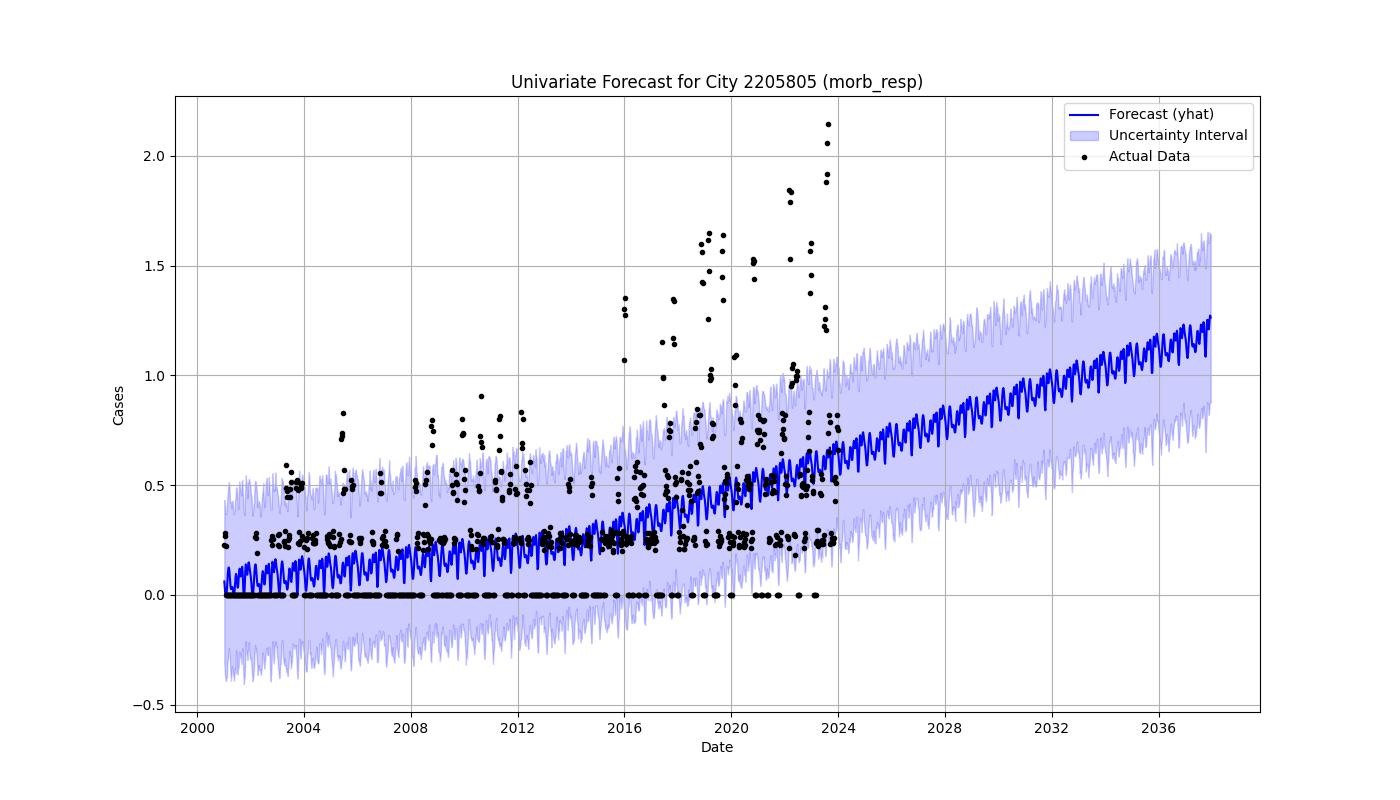 Univariate Forecast for City 2205805 (morb_resp)
Forecast (yhat)
Uncertainty Interval
Actual Data
Cases
2.0
1.5
1.0
0.5
0.0
−0.5
2000 2004 2008 2012 2016 2020 2024 2028 2032 2036
Date